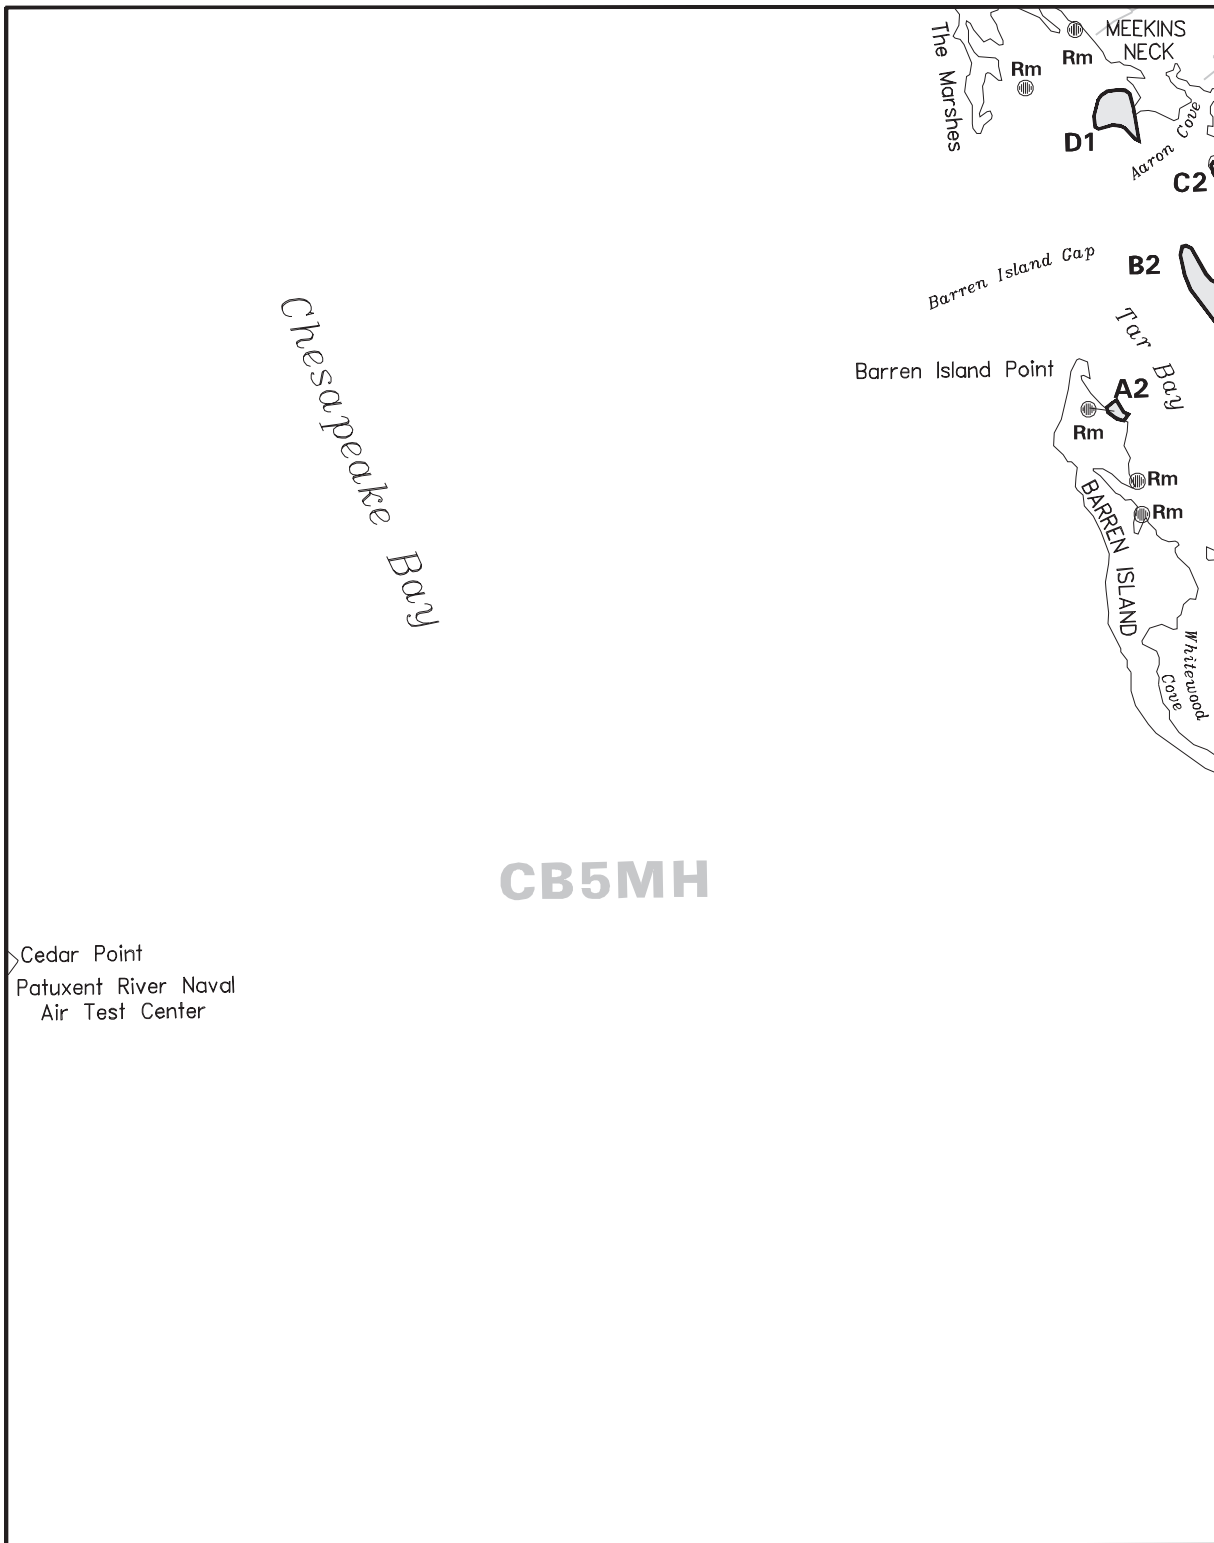 The Marshes
MEEKINS
NECK
Rm
Rm
D1
Aaron Cove
C2
Barren Island Gap
B2
Tar Bay
Chesapeake Bay
Barren Island Point
A2
Rm
Rm
Rm
BARREN ISLAND
Whitewood
Cove
CB5MH
Cedar Point
Patuxent River Naval
Air Test Center